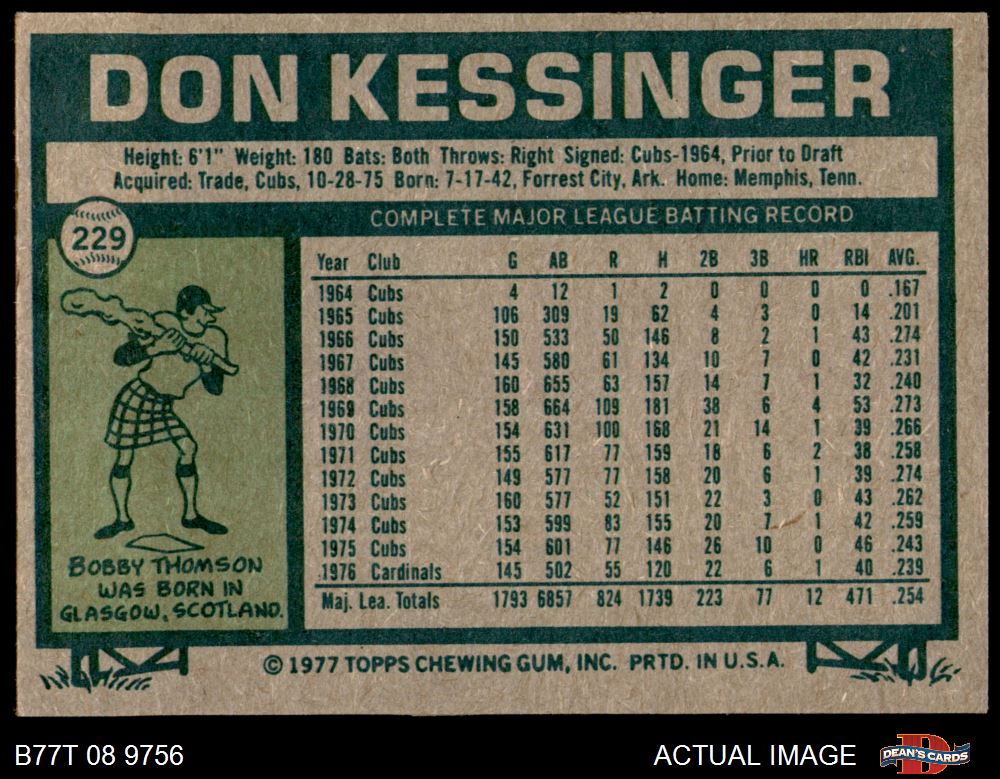 DON KESSINGER
Height: 6'1" Weight: 180 Bats: Both Throws: Right Signed: Cubs-1964, Prior to Draft
Acquired: Trade, Cubs, 10-28-75 Born: 7-17-42, Forrest City, Ark. Home: Memphis, Tenn.
229
COMPLETE MAJOR LEAGUE BATTING RECORD
Year Club G AB R H 2B 3B HR RBI AVG.
1964 Cubs 4 12 1 2 0 0 0 0 .167
1965 Cubs 106 309 19 62 4 3 0 14 .201
1966 Cubs 150 533 50 146 8 2 1 43 .274
1967 Cubs 145 580 61 134 10 7 0 42 .231
1968 Cubs 160 655 63 157 14 7 1 32 .240
1969 Cubs 158 664 109 181 38 6 4 53 .273
1970 Cubs 154 631 100 168 21 14 1 39 .266
1971 Cubs 155 617 77 159 18 6 2 38 .258
1972 Cubs 149 577 77 158 20 6 1 39 .274
1973 Cubs 160 577 52 151 22 3 0 43 .262
1974 Cubs 153 599 83 155 20 7 1 42 .259
1975 Cubs 154 601 77 146 26 10 0 46 .243
1976 Cardinals 145 502 55 120 22 6 1 40 .239
Maj. Lea. Totals 1793 6857 824 1739 223 77 12 471 .254
BOBBY THOMSON
WAS BORN IN
GLASGOW, SCOTLAND.
© 1977 TOPPS CHEWING GUM, INC. PRTD. IN U.S.A.
B77T 08 9756
ACTUAL IMAGE
DEAN'S CARDS